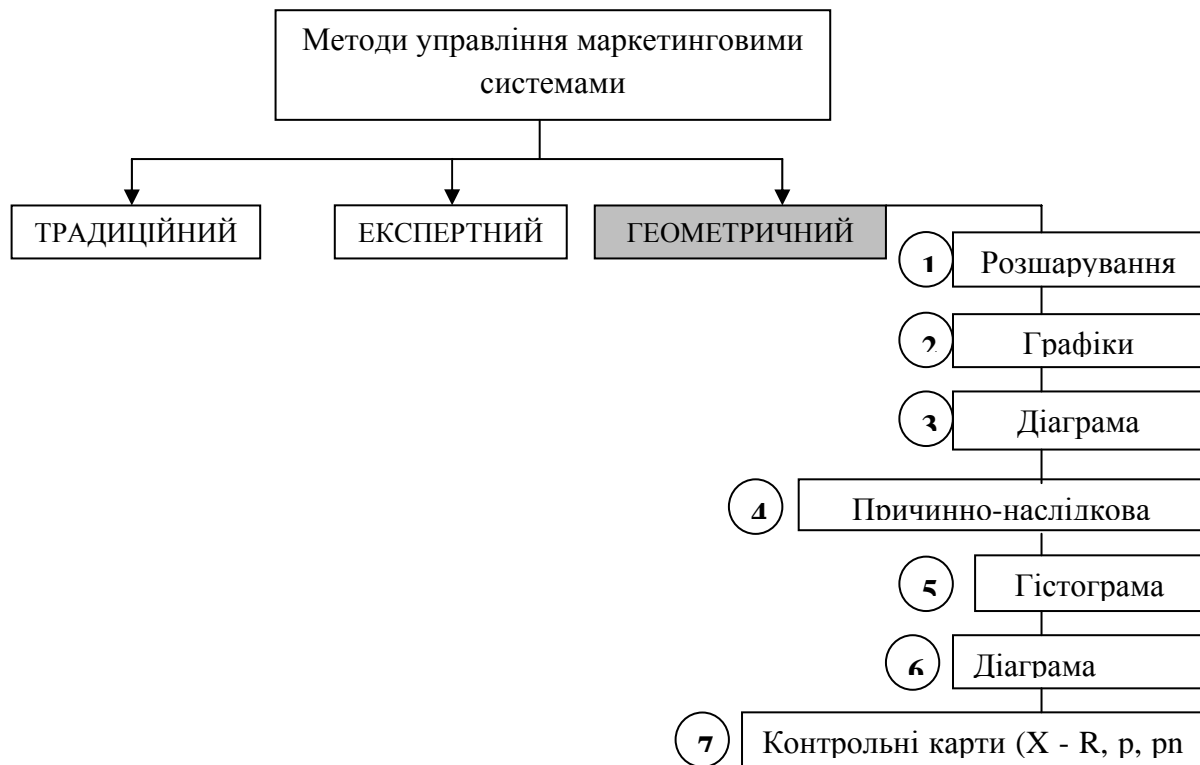 Методи управління маркетинговими
системами
ТРАДИЦІЙНИЙ
ЕКСПЕРТНИЙ
ГЕОМЕТРИЧНИЙ
1 Розшарування
2 Графіки
3 Діаграма
4 Причинно-наслідкова
5 Гістограма
6 Діаграма
7 Контрольні карти (X - R, p, pn